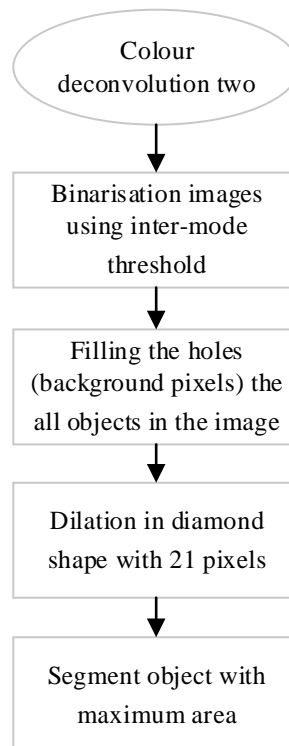 Colour
deconvolution two
Binarisation images
using inter-mode
threshold
Filling the holes
(background pixels) the
all objects in the image
Dilation in diamond
shape with 21 pixels
Segment object with
maximum area